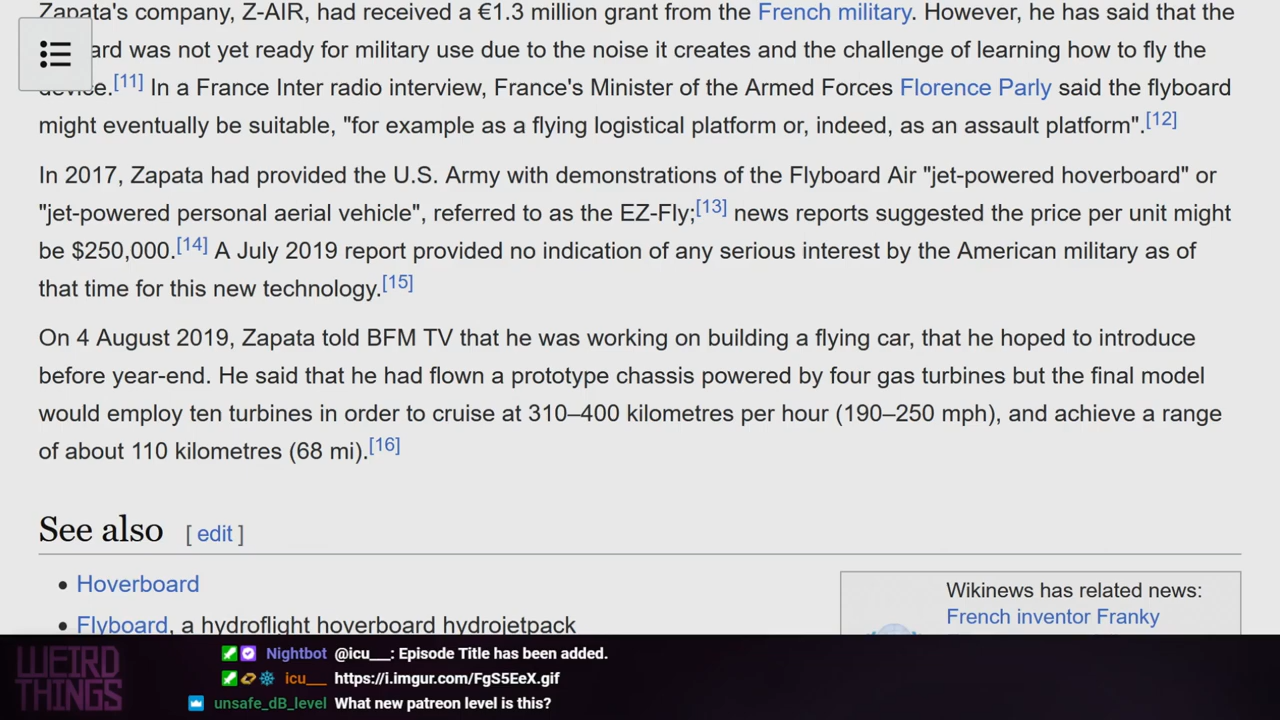 Zapata's company, Z-AIR, had received a €1.3 million grant from the French military. However, he has said that the
ard was not yet ready for military use due to the noise it creates and the challenge of learning how to fly the
device.[11] In a France Inter radio interview, France's Minister of the Armed Forces Florence Parly said the flyboard
might eventually be suitable, "for example as a flying logistical platform or, indeed, as an assault platform".[12]
In 2017, Zapata had provided the U.S. Army with demonstrations of the Flyboard Air "jet-powered hoverboard" or
"jet-powered personal aerial vehicle", referred to as the EZ-Fly;[13] news reports suggested the price per unit might
be $250,000.[14] A July 2019 report provided no indication of any serious interest by the American military as of
that time for this new technology.[15]
On 4 August 2019, Zapata told BFM TV that he was working on building a flying car, that he hoped to introduce
before year-end. He said that he had flown a prototype chassis powered by four gas turbines but the final model
would employ ten turbines in order to cruise at 310–400 kilometres per hour (190–250 mph), and achieve a range
of about 110 kilometres (68 mi).[16]
See also [ edit ]
• Hoverboard
• Flyboard, a hydroflight hoverboard hydrojetpack
Wikinews has related news:
French inventor Franky
WEIRD
THINGS
Nightbot @icu___: Episode Title has been added.
icu___ https://i.imgur.com/FgS5EeX.gif
unsafe_dB_level What new patreon level is this?